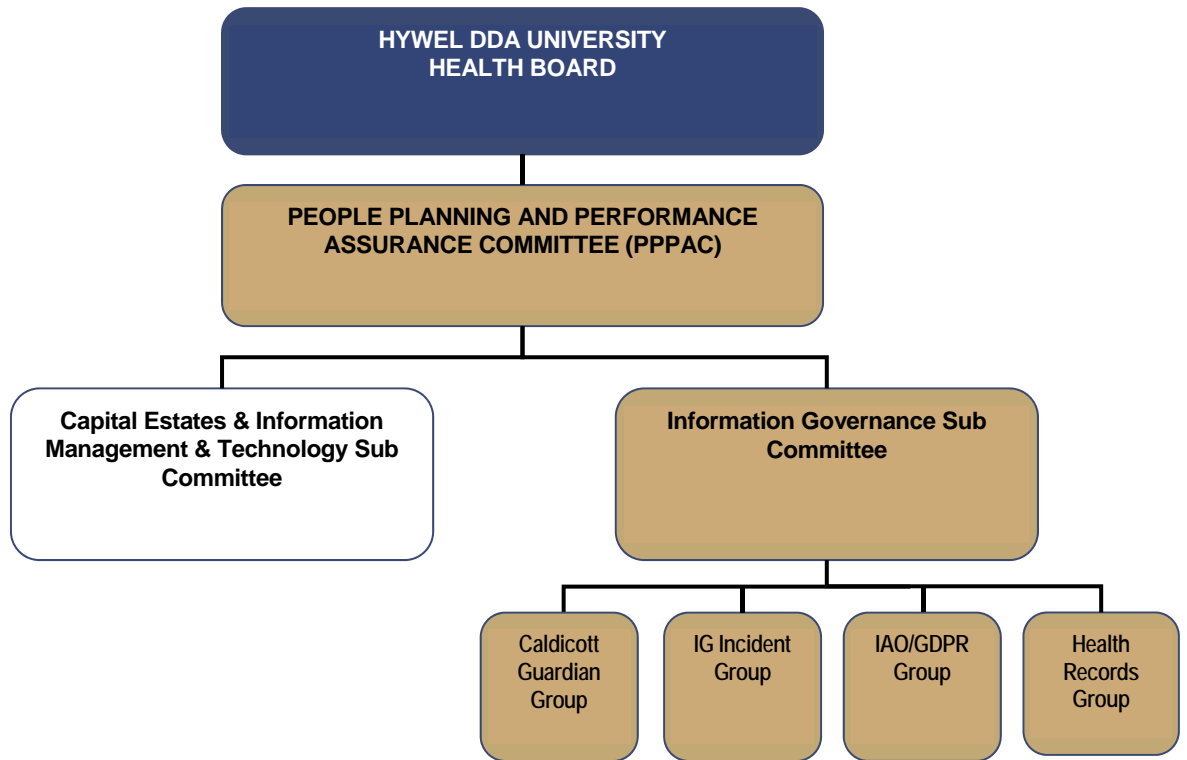 HYWEL DDA UNIVERSITY
HEALTH BOARD
PEOPLE PLANNING AND PERFORMANCE
ASSURANCE COMMITTEE (PPPAC)
Capital Estates & Information
Management & Technology Sub
Committee
Information Governance Sub
Committee
Caldicott
Guardian
Group
IG Incident
Group
IAO/GDPR
Group
Health
Records
Group